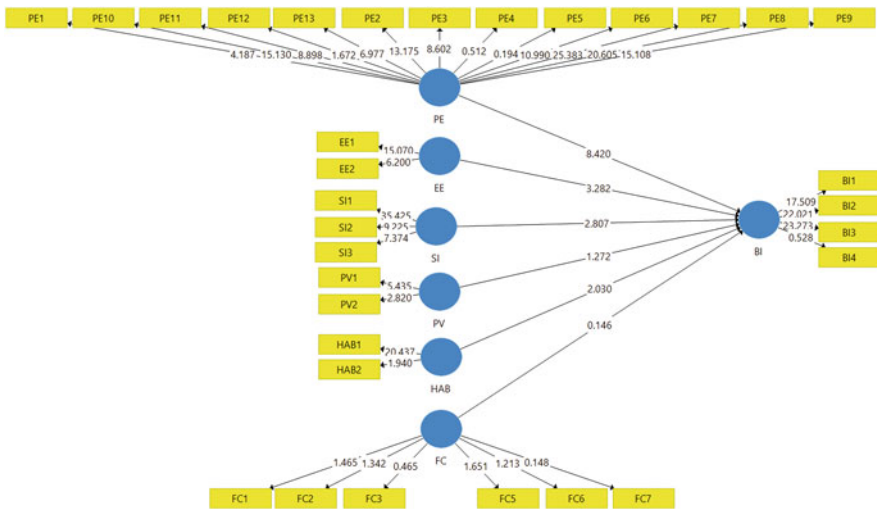 PE1 PE10 PE11 PE12 PE13 PE2 PE3 PE4 PE5 PE6 PE7 PE8 PE9
4.187 15.130 8.898 1.672 6.977 13.175 8.602 0.512 0.194 10.990 25.383 20.605 15.108
PE
8.420
EE1
15.070
EE2
6.200
EE
3.282
SI1
35.425
SI2
9.225
SI3
7.374
SI
2.807
PV1
5.435
PV2
2.820
PV
1.272
HAB1
20.437
HAB2
1.940
HAB
2.030
0.146
BI
17.509
BI1
22.021
BI2
23.273
BI3
0.528
BI4
FC
1.465 1.342 0.465 1.651 1.213 0.148
FC1 FC2 FC3 FC5 FC6 FC7